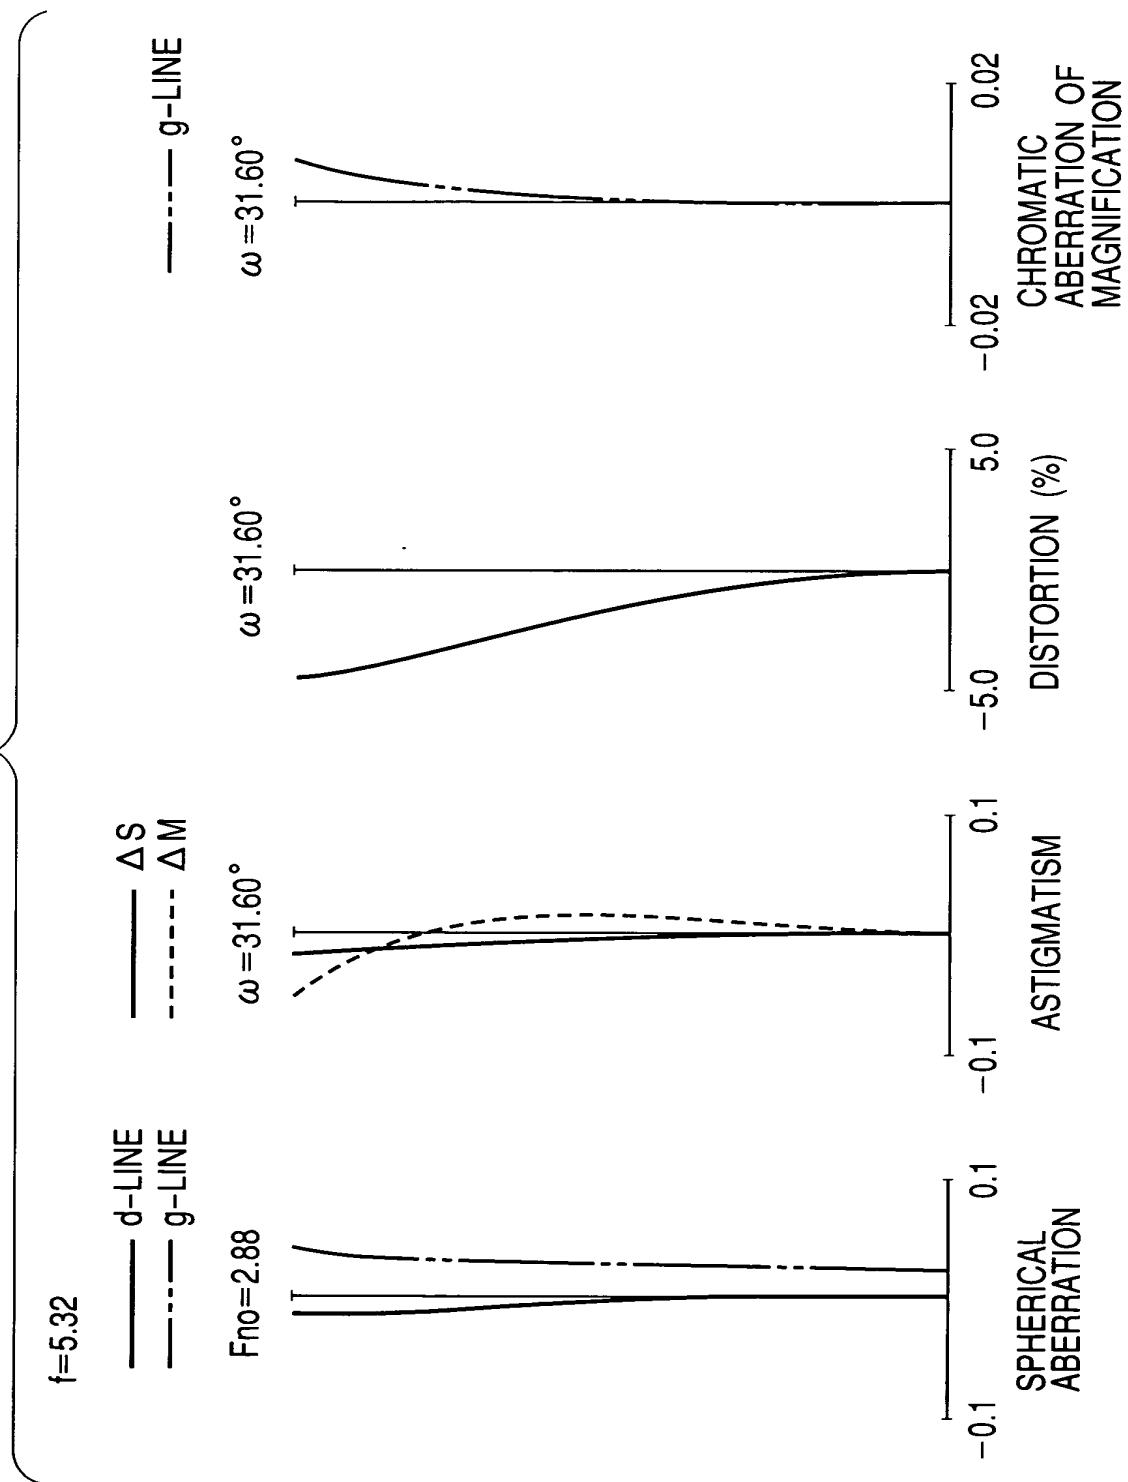 f=5.32
d-LINE
g-LINE
Fno=2.88
0.1
−0.1
SPHERICAL
ABERRATION
ΔS
ΔM
ω=31.60°
0.1
−0.1
ASTIGMATISM
ω=31.60°
5.0
−5.0
DISTORTION (%)
g-LINE
ω=31.60°
0.02
−0.02
CHROMATIC
ABERRATION OF
MAGNIFICATION